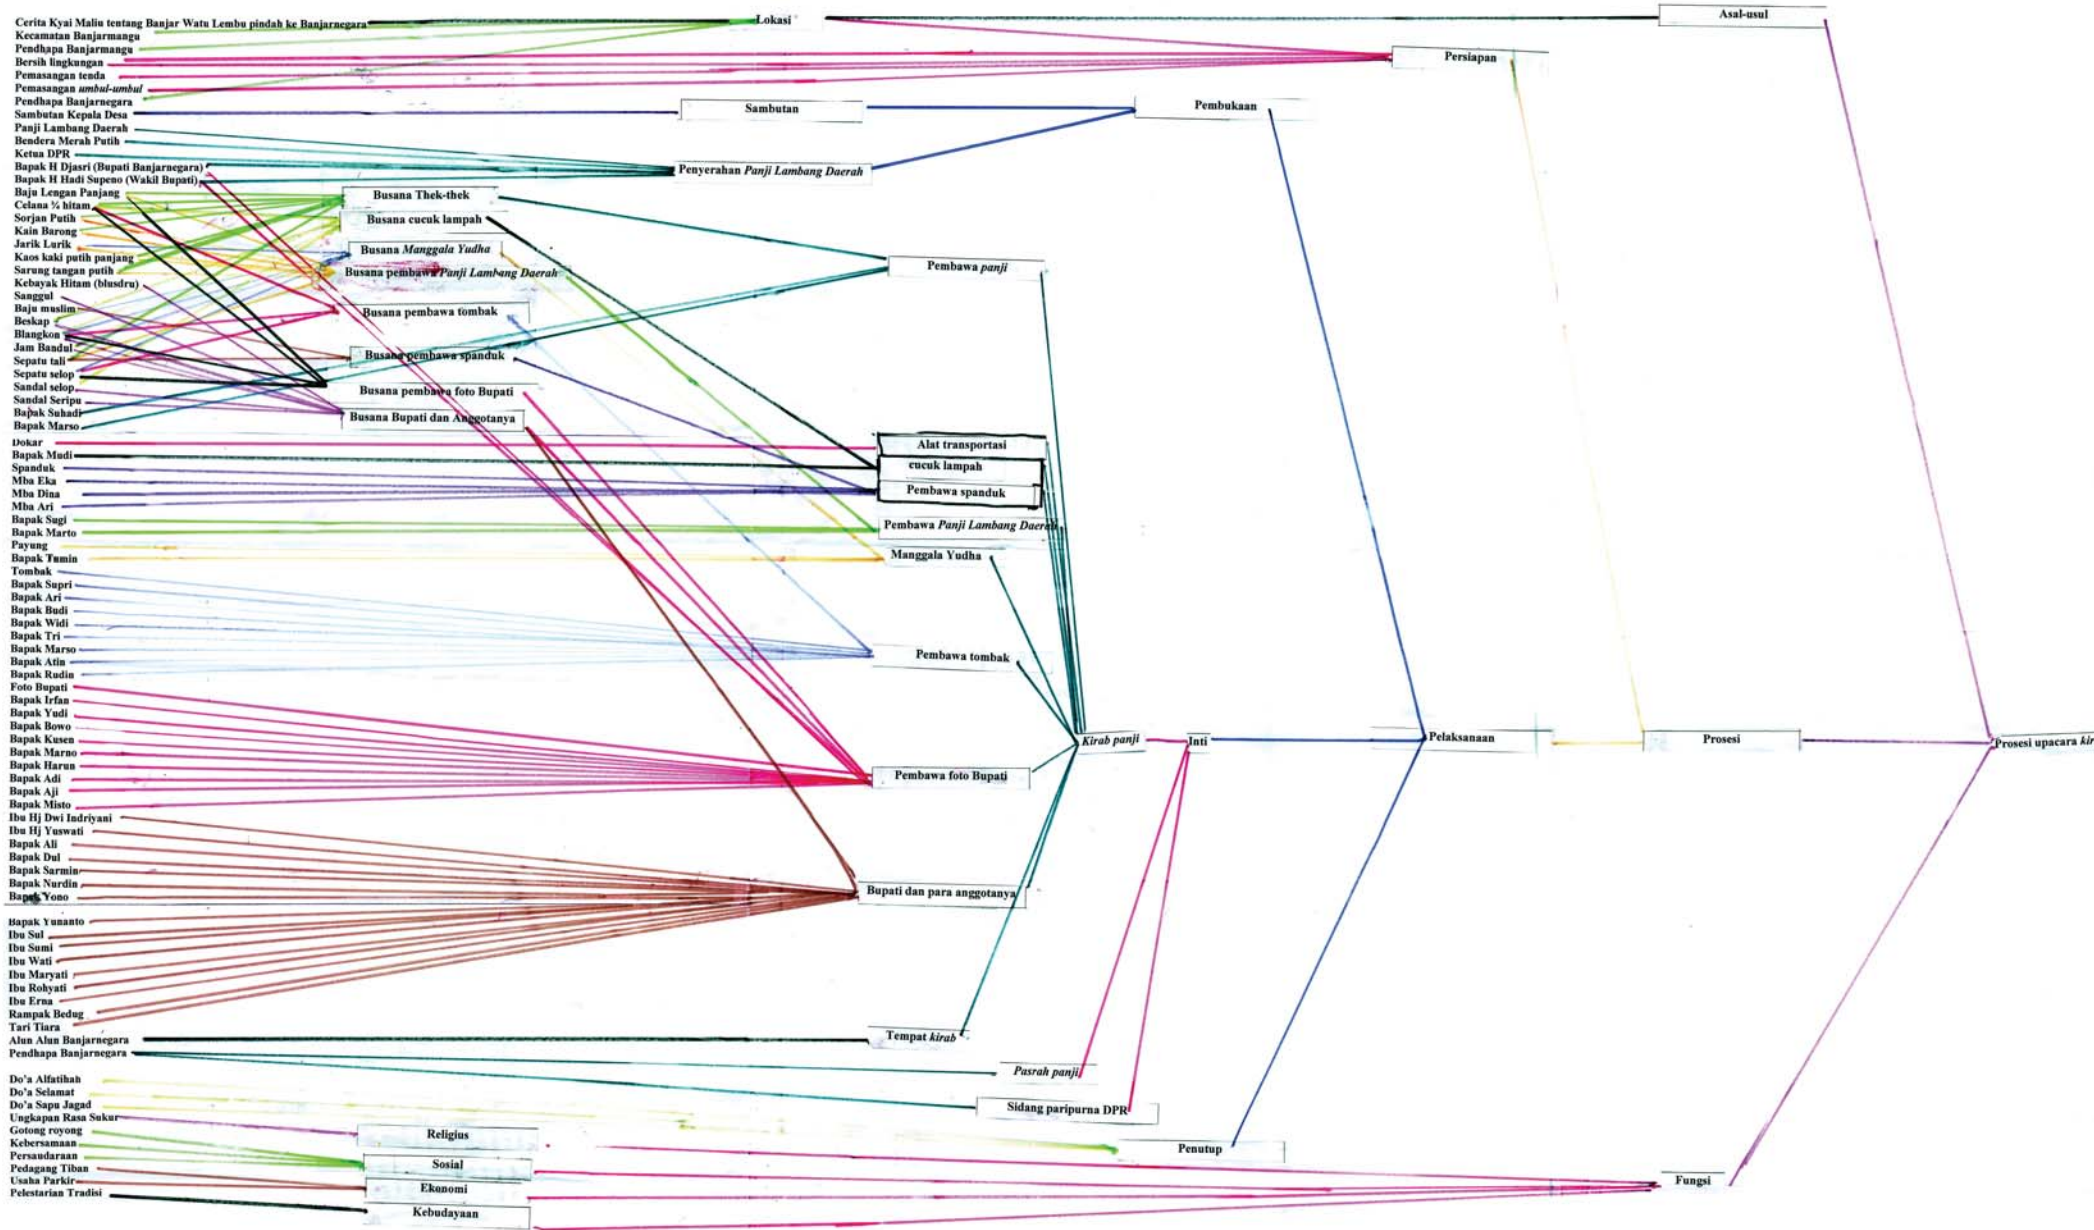 Cerita Kyai Maliu tentang Banjar Watu Lembu pindah ke Banjarnegara
Kecamatan Banjarmangu
Pendhapa Banjarmangu
Bersih lingkungan
Pemasangan tenda
Pemasangan umbul-umbul
Pendhapa Banjarnegara
Sambutan Kepala Desa
Panji Lambang Daerah
Bendera Merah Putih
Ketua DPR
Bapak H Djasri (Bupati Banjarnegara)
Bapak H Hadi Supeno (Wakil Bupati)
Baju Lengan Panjang
Celana ¾ hitam
Sorjan Putih
Kain Barong
Jarik Lurik
Kaos kaki putih panjang
Sarung tangan putih
Kebayak Hitam (blusdru)
Sanggul
Baju muslim
Beskap
Blangkon
Jam Bandul
Sepatu tali
Sepatu selop
Sandal selop
Sandal Seripu
Bapak Suhadi
Bapak Marso
Dokar
Bapak Mudi
Spanduk
Mba Eka
Mba Dina
Mba Ari
Bapak Sugi
Bapak Marto
Payung
Bapak Tumin
Tombak
Bapak Supri
Bapak Ari
Bapak Budi
Bapak Widi
Bapak Tri
Bapak Marso
Bapak Atin
Bapak Rudin
Foto Bupati
Bapak Irfan
Bapak Yudi
Bapak Bowo
Bapak Kusen
Bapak Marno
Bapak Harun
Bapak Adi
Bapak Aji
Bapak Misto
Ibu Hj Dwi Indriyani
Ibu Hj Yuswati
Bapak Ali
Bapak Dul
Bapak Sarmin
Bapak Nurdin
Bapak Yono
Bapak Yunanto
Ibu Sul
Ibu Sumi
Ibu Wati
Ibu Maryati
Ibu Rohyati
Ibu Erna
Rampak Bedug
Tari Tiara
Alun Alun Banjarnegara
Pendhapa Banjarnegara
Do'a Alfatihah
Do'a Selamat
Do'a Sapu Jagad
Ungkapan Rasa Sukur
Gotong royong
Kebersamaan
Persaudaraan
Pedagang Tiban
Usaha Parkir
Pelestarian Tradisi
Busana Thek-thek
Busana cucuk lampah
Busana Manggala Yudha
Busana pembawa Panji Lambang Daerah
Busana pembawa tombak
Busana pembawa spanduk
Busana pembawa foto Bupati
Busana Bupati dan Anggotanya
Religius
Sosial
Ekonomi
Kebudayaan
Lokasi
Sambutan
Penyerahan Panji Lambang Daerah
Pembawa panji
Alat transportasi
cucuk lampah
Pembawa spanduk
Pembawa Panji Lambang Daerah
Manggala Yudha
Pembawa tombak
Pembawa foto Bupati
Bupati dan para anggotanya
Tempat kirab
Pasrah panji
Sidang paripurna DPR
Kirab panji
Inti
Pembukaan
Penutup
Persiapan
Pelaksanaan
Asal-usul
Prosesi
Fungsi
Prosesi upacara kir